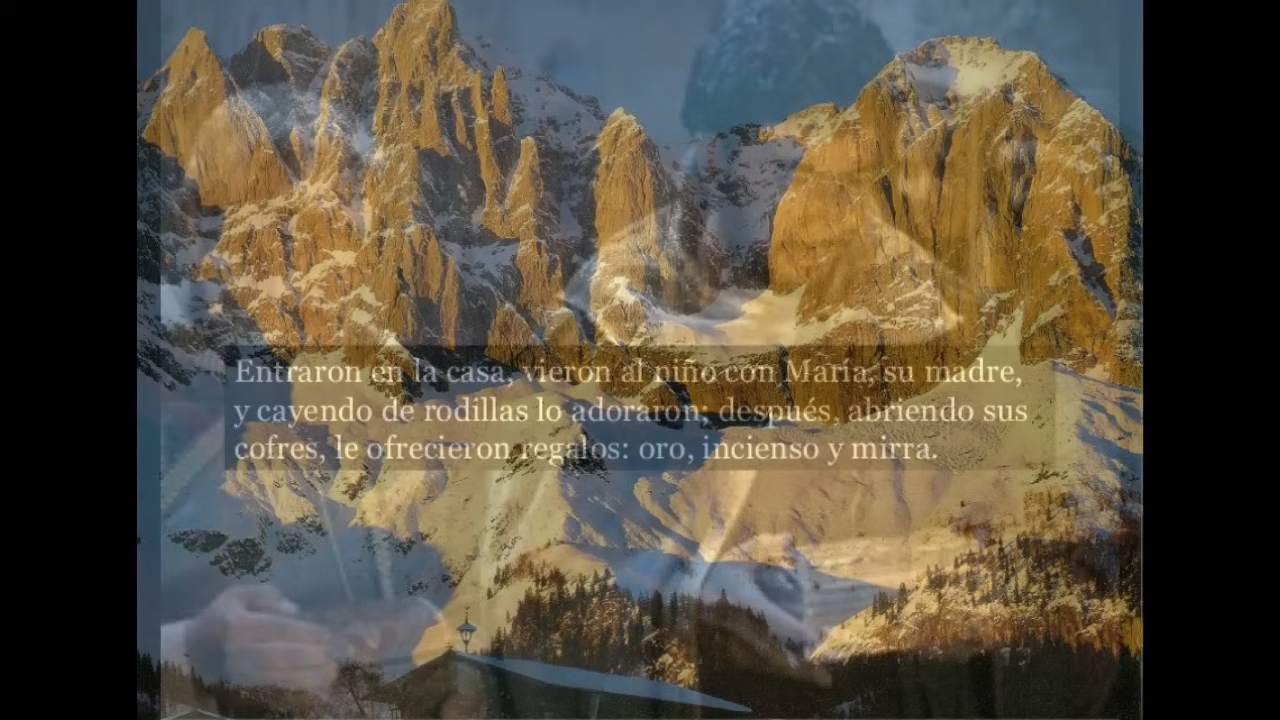 Entraron en la casa, vieron al niño con María, su madre,
y cayendo de rodillas lo adoraron; después, abriendo sus
cofres, le ofrecieron regalos: oro, incienso y mirra.